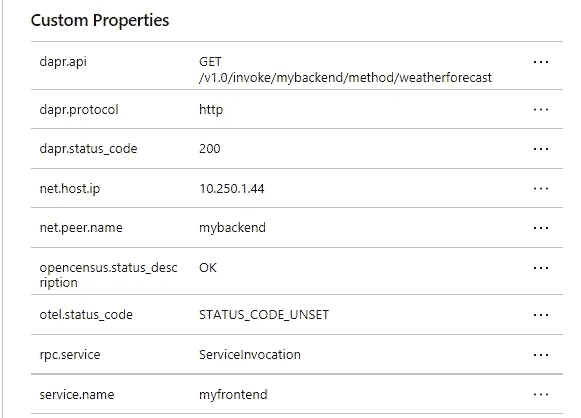 Custom Properties
dapr.api GET
/v1.0/invoke/mybackend/method/weatherforecast
dapr.protocol http
dapr.status_code 200
net.host.ip 10.250.1.44
net.peer.name mybackend
opencensus.status_desc OK
ription
otel.status_code STATUS_CODE_UNSET
rpc.service ServiceInvocation
service.name myfrontend